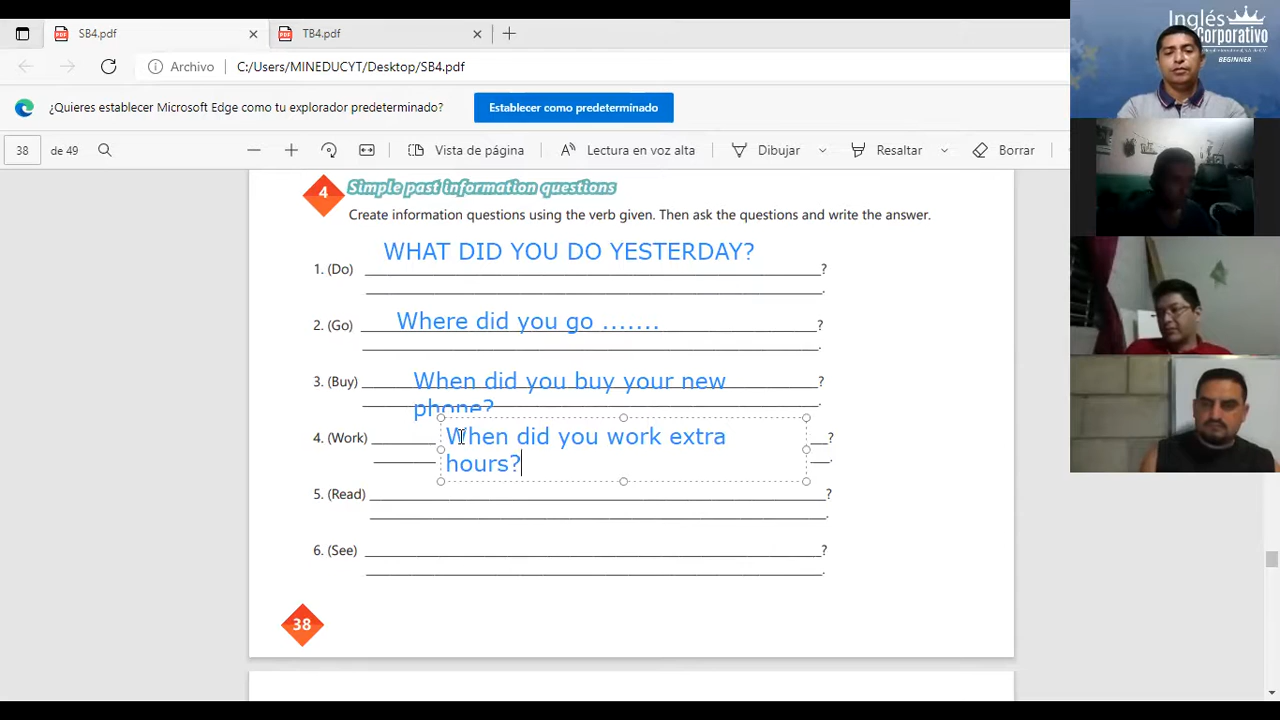 SB4.pdf
TB4.pdf
Archivo
C:/Users/MINEDUCYT/Desktop/SB4.pdf
¿Quieres establecer Microsoft Edge como tu explorador predeterminado?
Establecer como predeterminado
38 de 49
Vista de página
Lectura en voz alta
Dibujar
Resaltar
Borrar
Inglés
Corporativo
BEGINNER
4 Simple past information questions
Create information questions using the verb given. Then ask the questions and write the answer.
WHAT DID YOU DO YESTERDAY?
1. (Do) ?
.
2. (Go) Where did you go ....... ?
.
3. (Buy) When did you buy your new ?
phone? .
4. (Work) When did you work extra ?
hours? .
5. (Read) ?
.
6. (See) ?
.
38